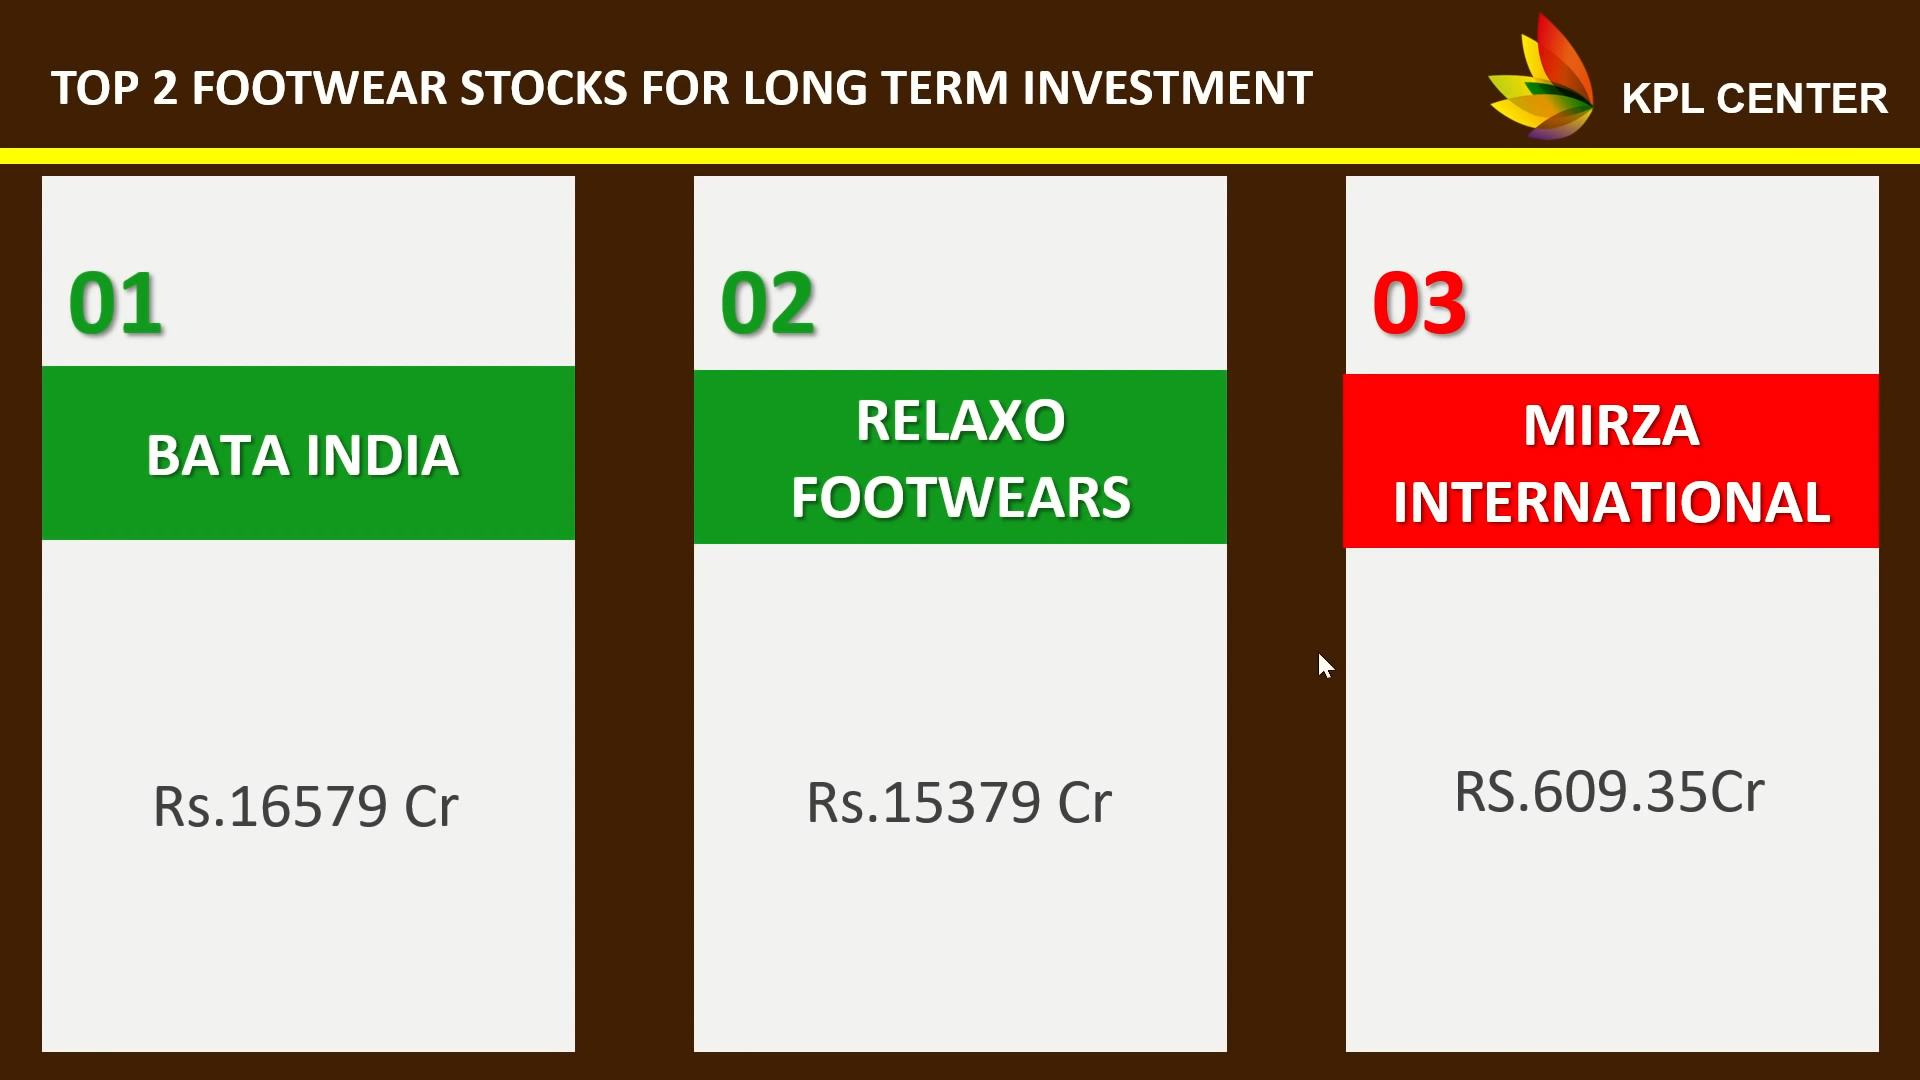 TOP 2 FOOTWEAR STOCKS FOR LONG TERM INVESTMENT
KPL CENTER
01
BATA INDIA
Rs.16579 Cr
02
RELAXO
FOOTWEARS
Rs.15379 Cr
03
MIRZA
INTERNATIONAL
RS.609.35Cr